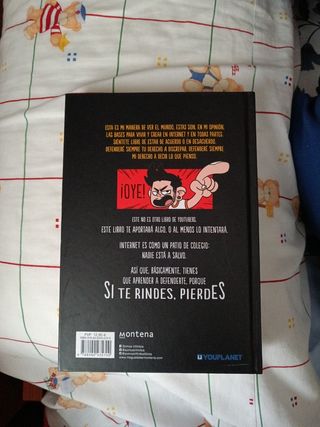 ESTA ES MI MANERA DE VER EL MUNDO. ESTAS SON, EN MI OPINIÓN,
LAS BASES PARA VIVIR Y CREAR EN INTERNET Y EN TODAS PARTES.
SIÉNTETE LIBRE DE ESTAR DE ACUERDO O EN DESACUERDO.
DEFENDERÉ SIEMPRE TU DERECHO A DISCREPAR. DEFENDERÉ SIEMPRE
MI DERECHO A DECIR LO QUE PIENSO.
¡OYE!
ESTE NO ES OTRO LIBRO DE YOUTUBERS.
ESTE LIBRO TE APORTARÁ ALGO, O AL MENOS LO INTENTARÁ.
INTERNET ES COMO UN PATIO DE COLEGIO:
NADIE ESTÁ A SALVO.
ASÍ QUE, BÁSICAMENTE, TIENES
QUE APRENDER A DEFENDERTE, PORQUE
SI TE RINDES, PIERDES
Montena
YOUPLANET